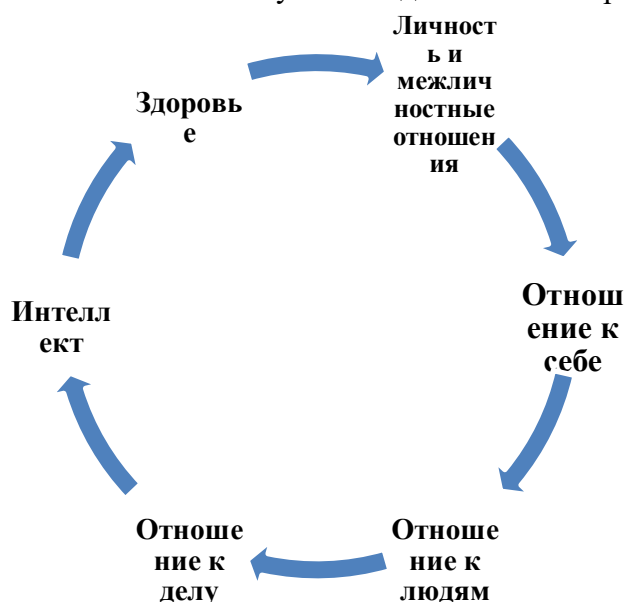 Личност
ь и
межлич
ностные
отношен
ия
Отнош
ение к
себе
Отноше
ние к
людям
Отноше
ние к
делу
Интелл
ект
Здоровь
е